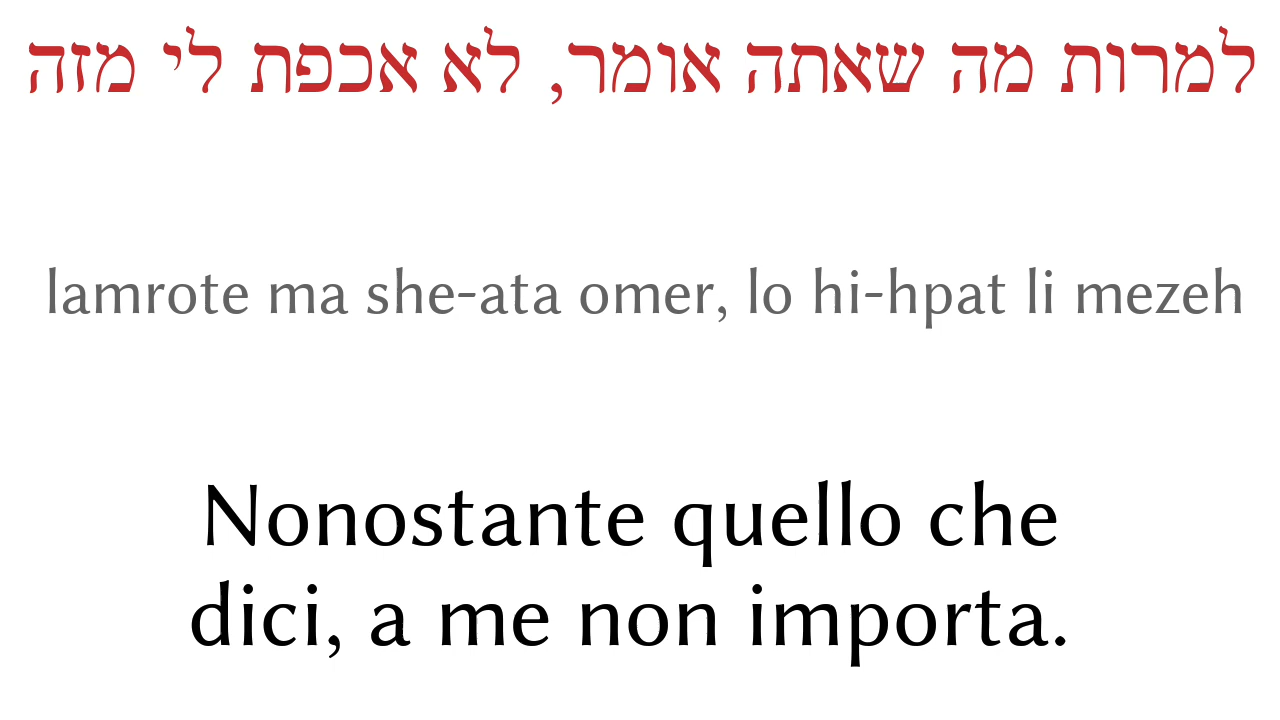 למרות מה שאתה אומר, לא אכפת לי מזה
lamrote ma she-ata omer, lo hi-hpat li mezeh
Nonostante quello che
dici, a me non importa.